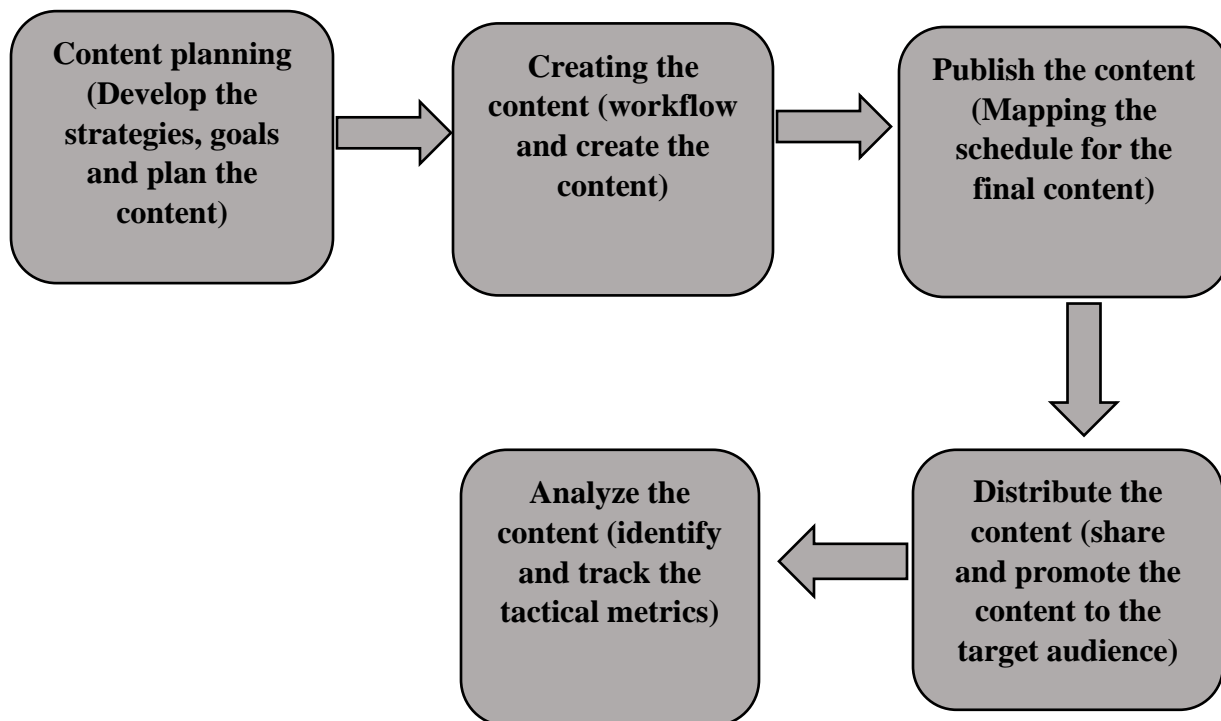 Content planning
(Develop the
strategies, goals
and plan the
content)
Creating the
content (workflow
and create the
content)
Publish the content
(Mapping the
schedule for the
final content)
Distribute the
content (share
and promote the
content to the
target audience)
Analyze the
content (identify
and track the
tactical metrics)